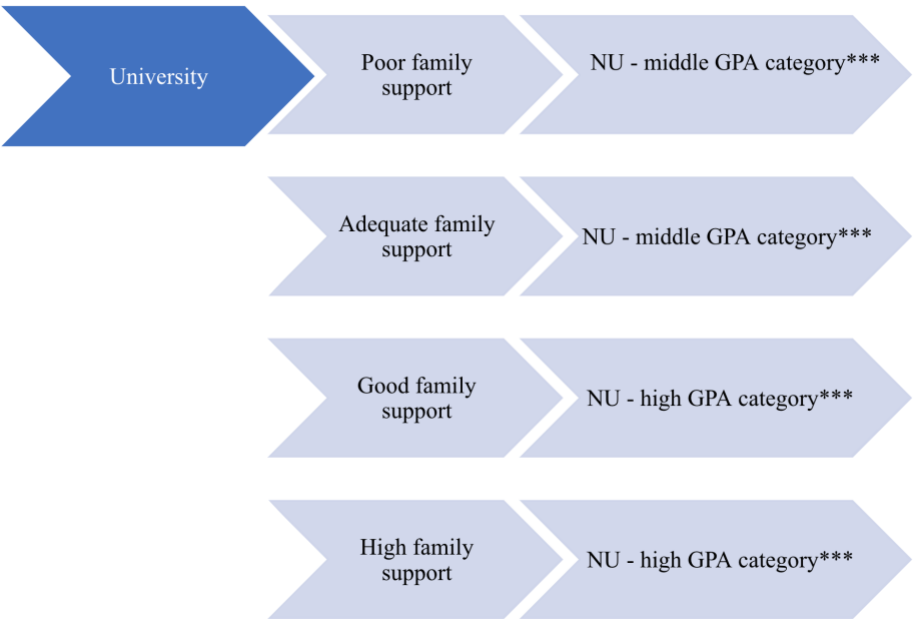 University
Poor family
support
NU - middle GPA category***
Adequate family
support
NU - middle GPA category***
Good family
support
NU - high GPA category***
High family
support
NU - high GPA category***